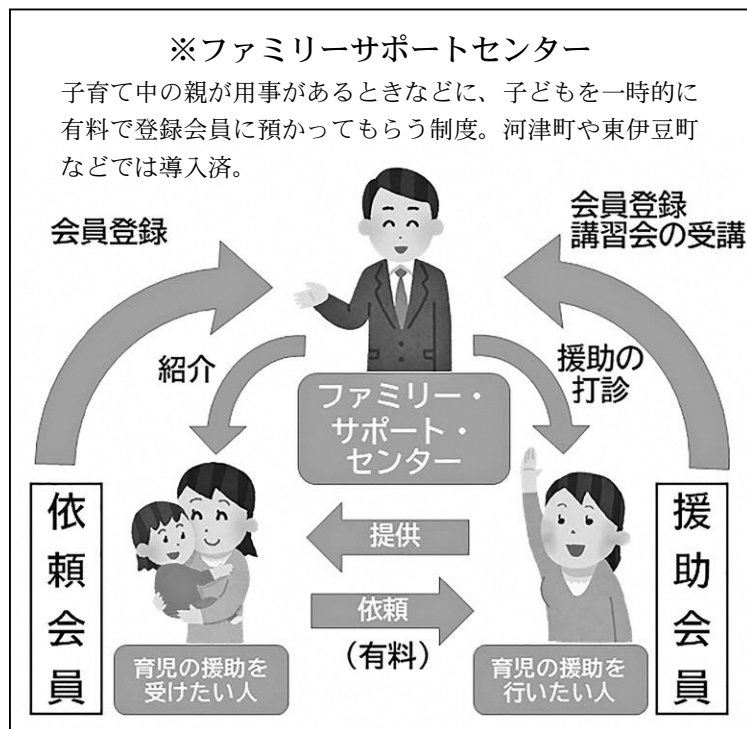 ※ファミリーサポートセンター
子育て中の親が用事があるときなどに、子どもを一時的に
有料で登録会員に預かってもらう制度。河津町や東伊豆町
などでは導入済。
会員登録
会員登録
講習会の受講
紹介
援助の
打診
ファミリー・
サポート・
センター
依頼会員
提供
依頼
(有料)
援助会員
育児の援助を
受けたい人
育児の援助を
行いたい人